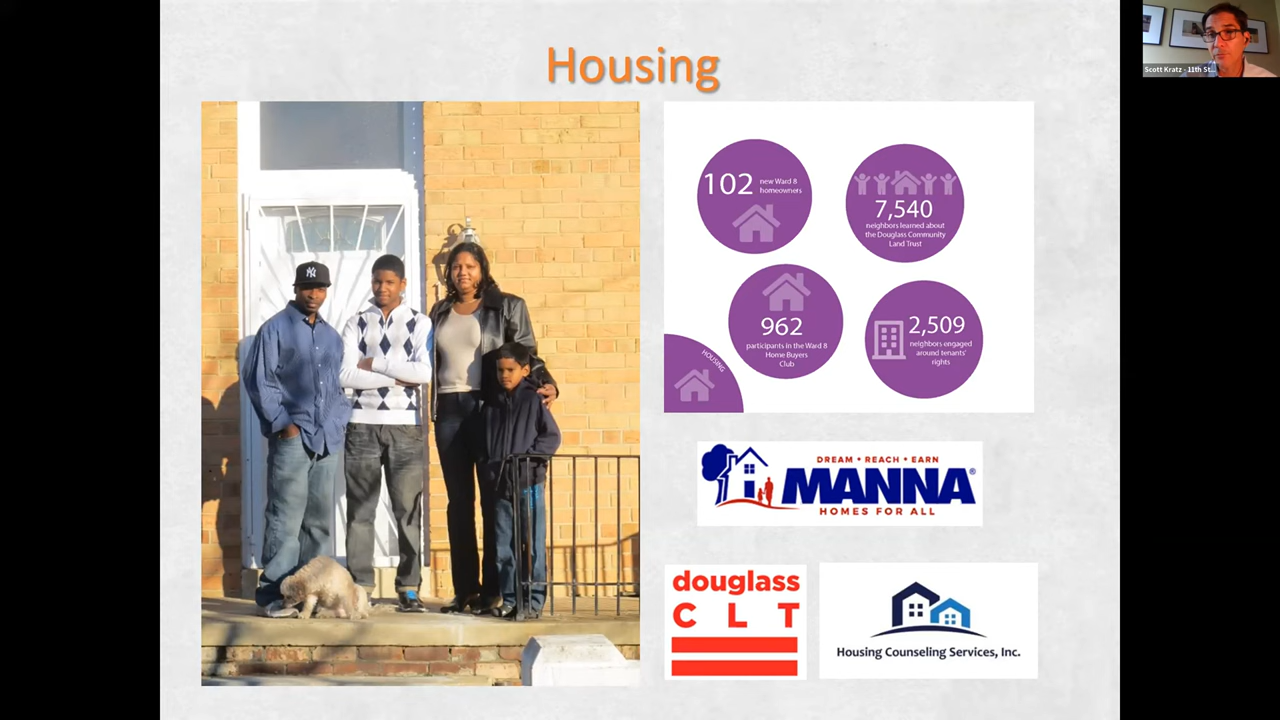 Housing
Scott Kratz - 11th St...
NY
102
new Ward 8
homeowners
7,540
neighbors learned about
the Douglass Community
Land Trust
962
participants in the Ward 8
Home Buyers
Club
2,509
neighbors engaged
around tenants'
rights
HOUSING
DREAM • REACH • EARN
MANNA®
HOMES FOR ALL
douglass
CLT
Housing Counseling Services, Inc.